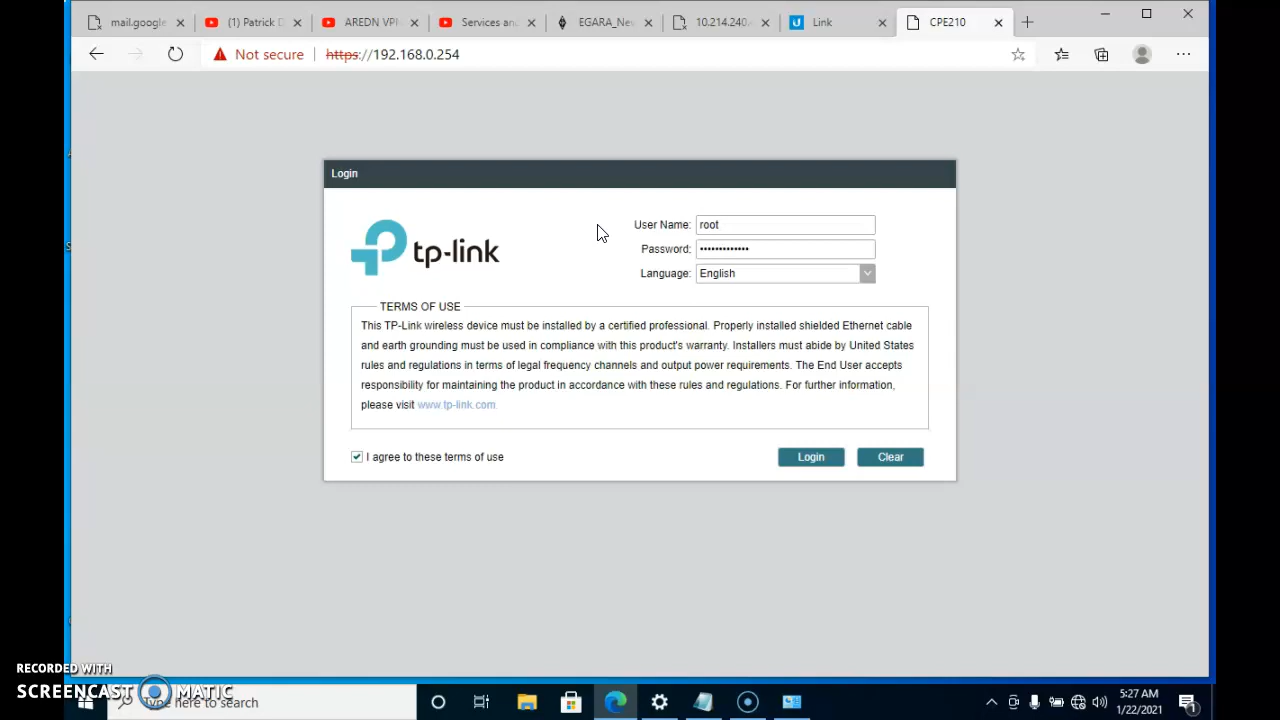 mail.google
(1) Patrick D
AREDN VPN
Services and
EGARA_Nev
10.214.240.
Link
CPE210
Not secure
https://192.168.0.254
Login
tp-link
User Name:
root
Password:
•••••••••••••
Language:
English
TERMS OF USE
This TP-Link wireless device must be installed by a certified professional. Properly installed shielded Ethernet cable
and earth grounding must be used in compliance with this product's warranty. Installers must abide by United States
rules and regulations in terms of legal frequency channels and output power requirements. The End User accepts
responsibility for maintaining the product in accordance with these rules and regulations. For further information,
please visit www.tp-link.com.
I agree to these terms of use
Login
Clear
RECORDED WITH
SCREENCAST MATIC
Type here to search
5:27 AM
1/22/2021
1